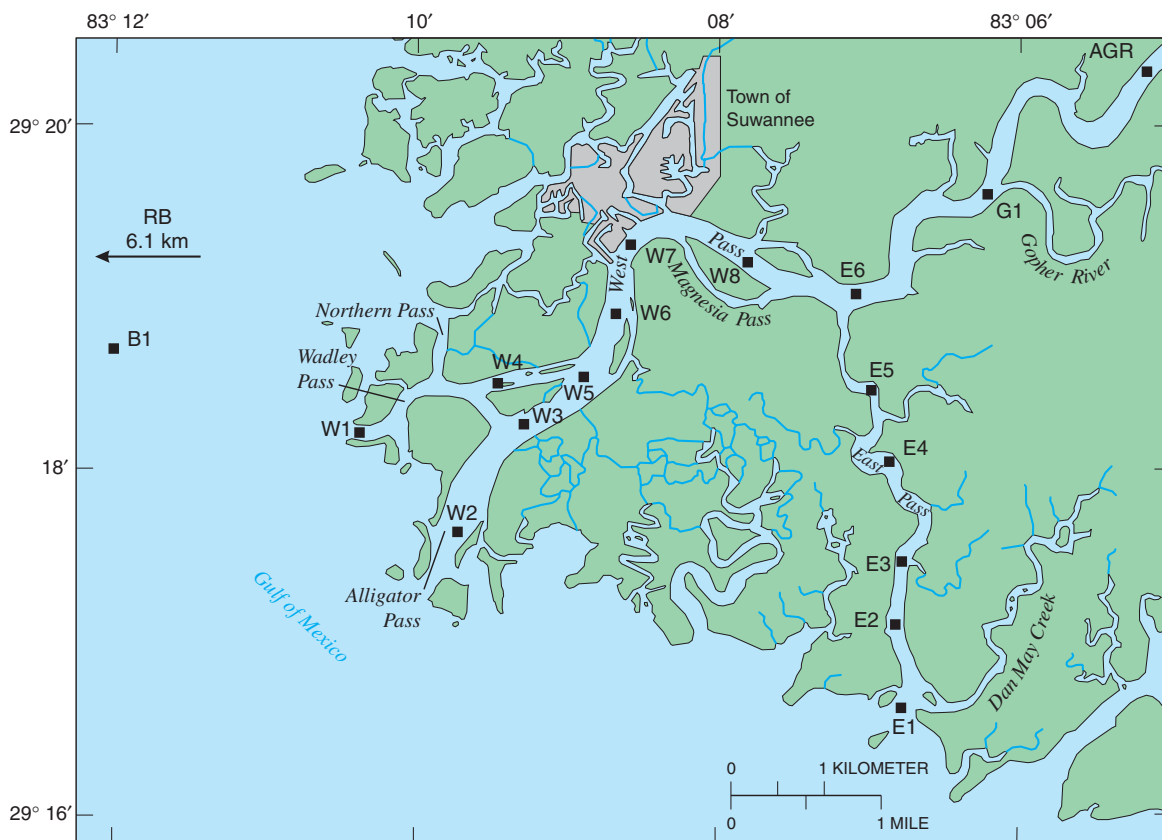 83° 12′
10′
08′
83° 06′
AGR
Town of
Suwannee
29° 20′
RB
6.1 km
G1
Gopher River
Pass
W7
W8
West
Magnesia Pass
E6
Northern Pass
W6
B1
Wadley
Pass
W4
W5
E5
W3
W1
E4
East
Pass
18′
W2
E3
Alligator
Pass
Gulf of Mexico
E2
Dan May Creek
E1
0
1 KILOMETER
0
1 MILE
29° 16′